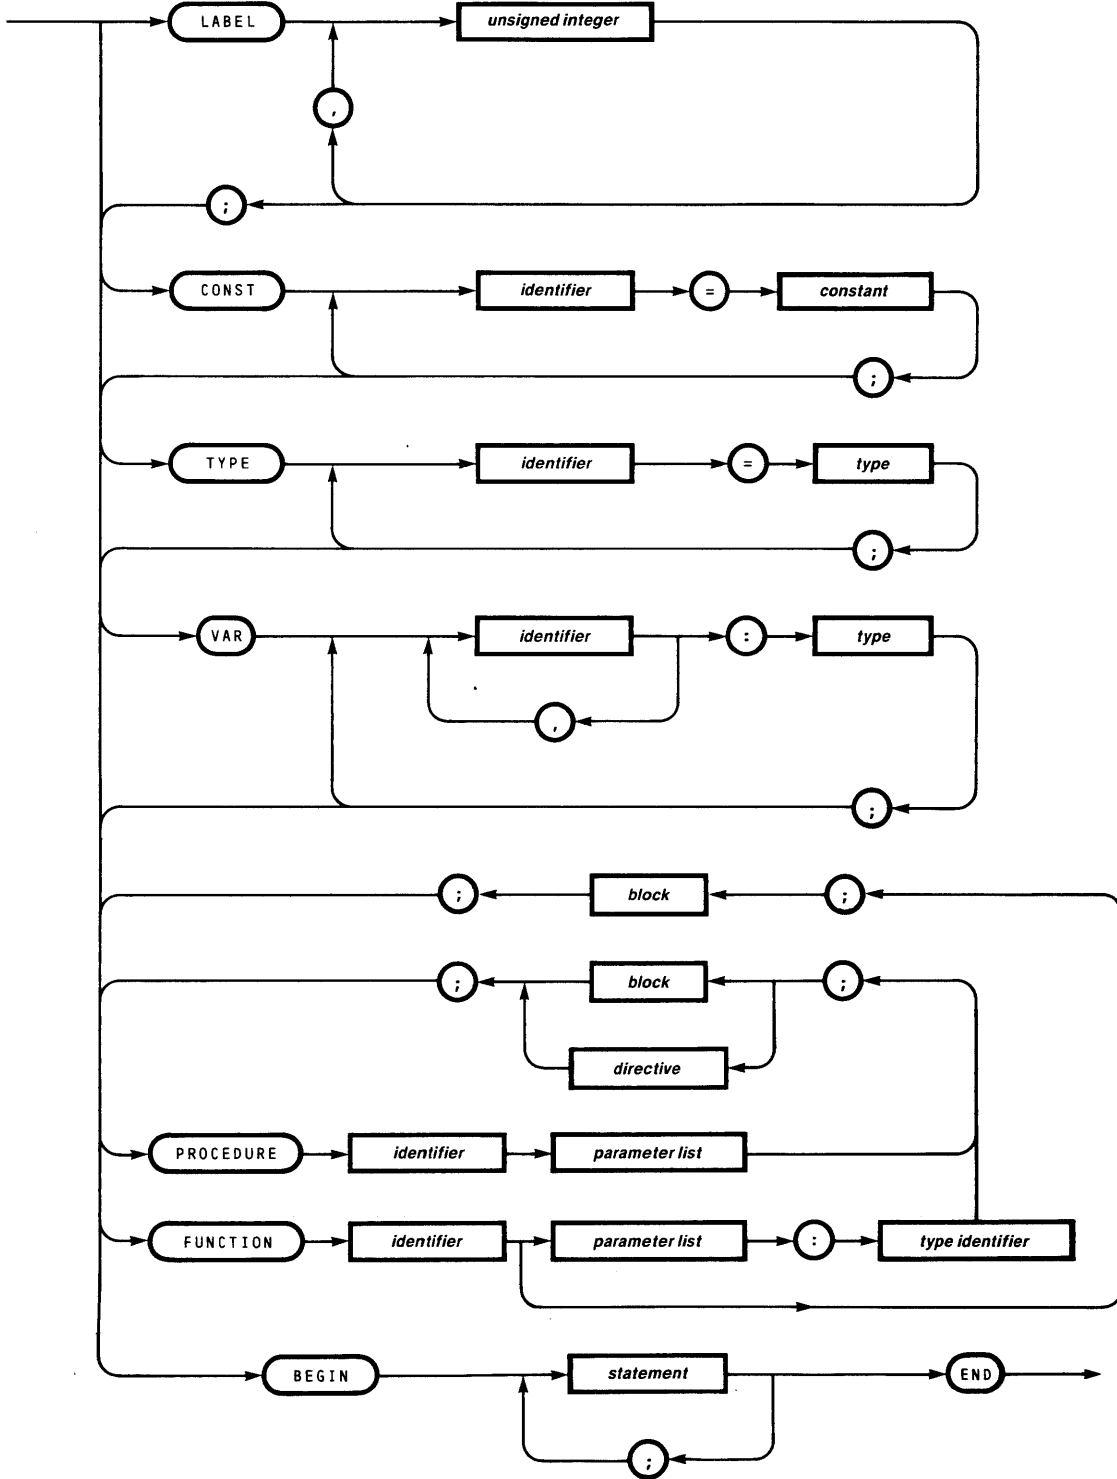 LABEL unsigned integer
,
;
CONST identifier = constant
;
TYPE identifier = type
;
VAR identifier : type
,
;
; block ;
; block ;
directive
PROCEDURE identifier parameter list
FUNCTION identifier parameter list : type identifier
BEGIN statement END
;